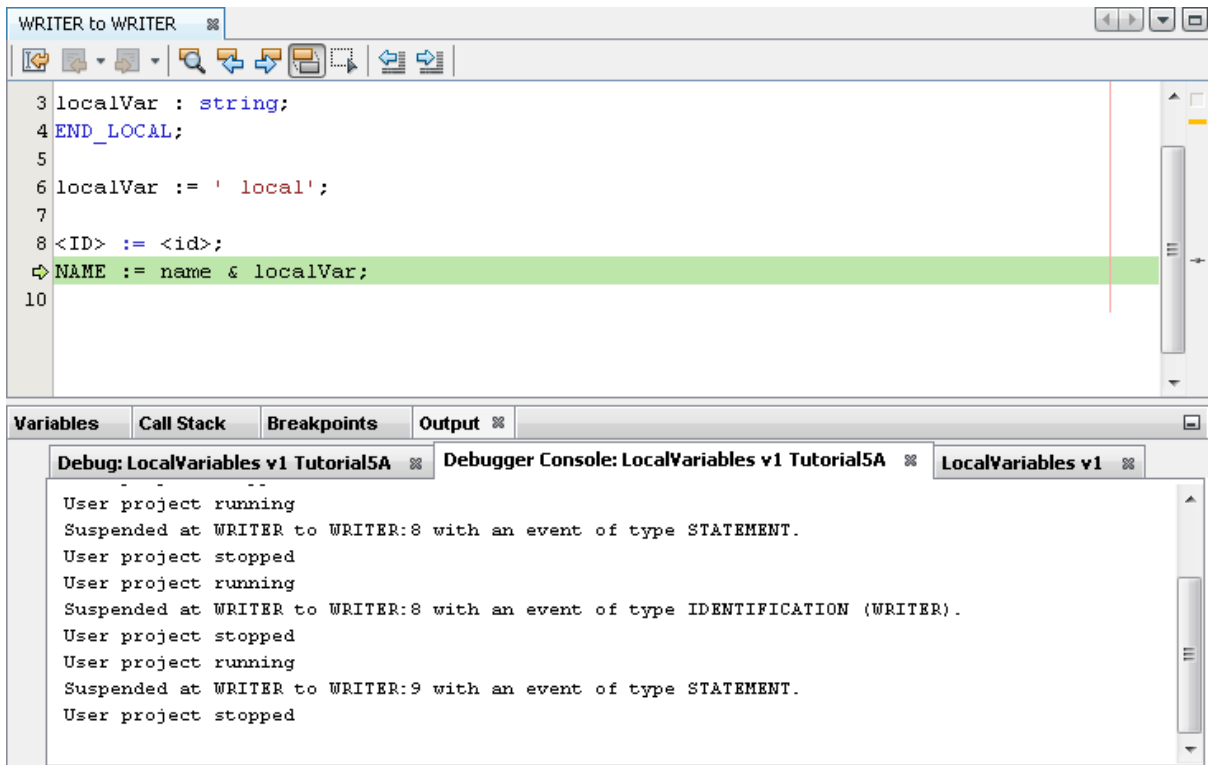 WRITER to WRITER
3 localVar : string;
4 END_LOCAL;
5
6 localVar := ' local';
7
8 <ID> := <id>;
NAME := name & localVar;
10
Variables Call Stack Breakpoints Output
Debug: LocalVariables v1 Tutorial5A Debugger Console: LocalVariables v1 Tutorial5A LocalVariables v1
User project running
Suspended at WRITER to WRITER:8 with an event of type STATEMENT.
User project stopped
User project running
Suspended at WRITER to WRITER:8 with an event of type IDENTIFICATION (WRITER).
User project stopped
User project running
Suspended at WRITER to WRITER:9 with an event of type STATEMENT.
User project stopped